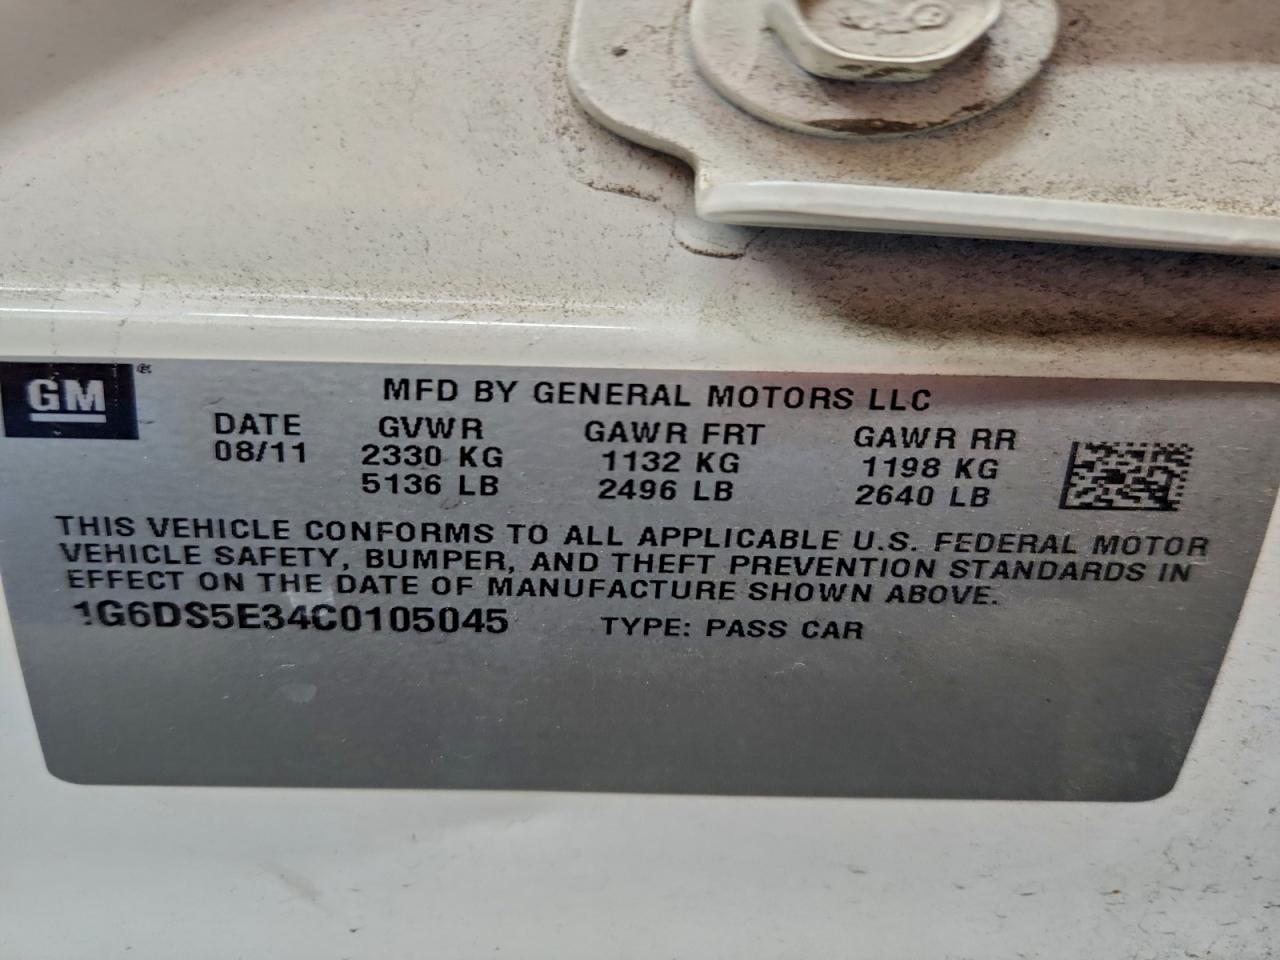 GM
MFD BY GENERAL MOTORS LLC
DATE GVWR GAWR FRT GAWR RR
08/11 2330 KG 1132 KG 1198 KG
5136 LB 2496 LB 2640 LB
THIS VEHICLE CONFORMS TO ALL APPLICABLE U.S. FEDERAL MOTOR
VEHICLE SAFETY, BUMPER, AND THEFT PREVENTION STANDARDS IN
EFFECT ON THE DATE OF MANUFACTURE SHOWN ABOVE.
1G6DS5E34C0105045 TYPE: PASS CAR